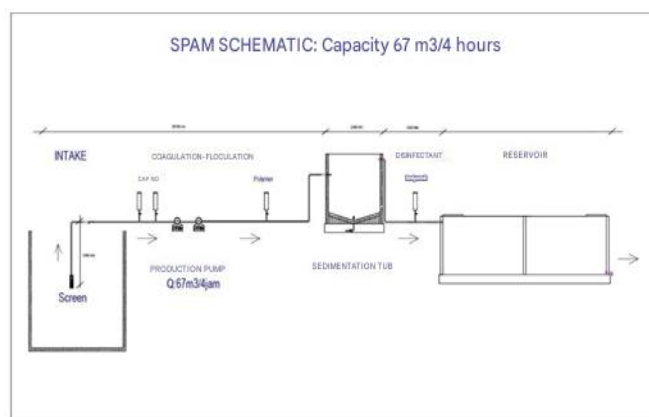 SPAM SCHEMATIC: Capacity 67 m3/4 hours
INTAKE
COAGULATION-FLOCULATION
DISINFECTANT
RESERVOIR
Polymer
PRODUCTION PUMP
Q:67m3/4jam
SEDIMENTATION TUB
Screen